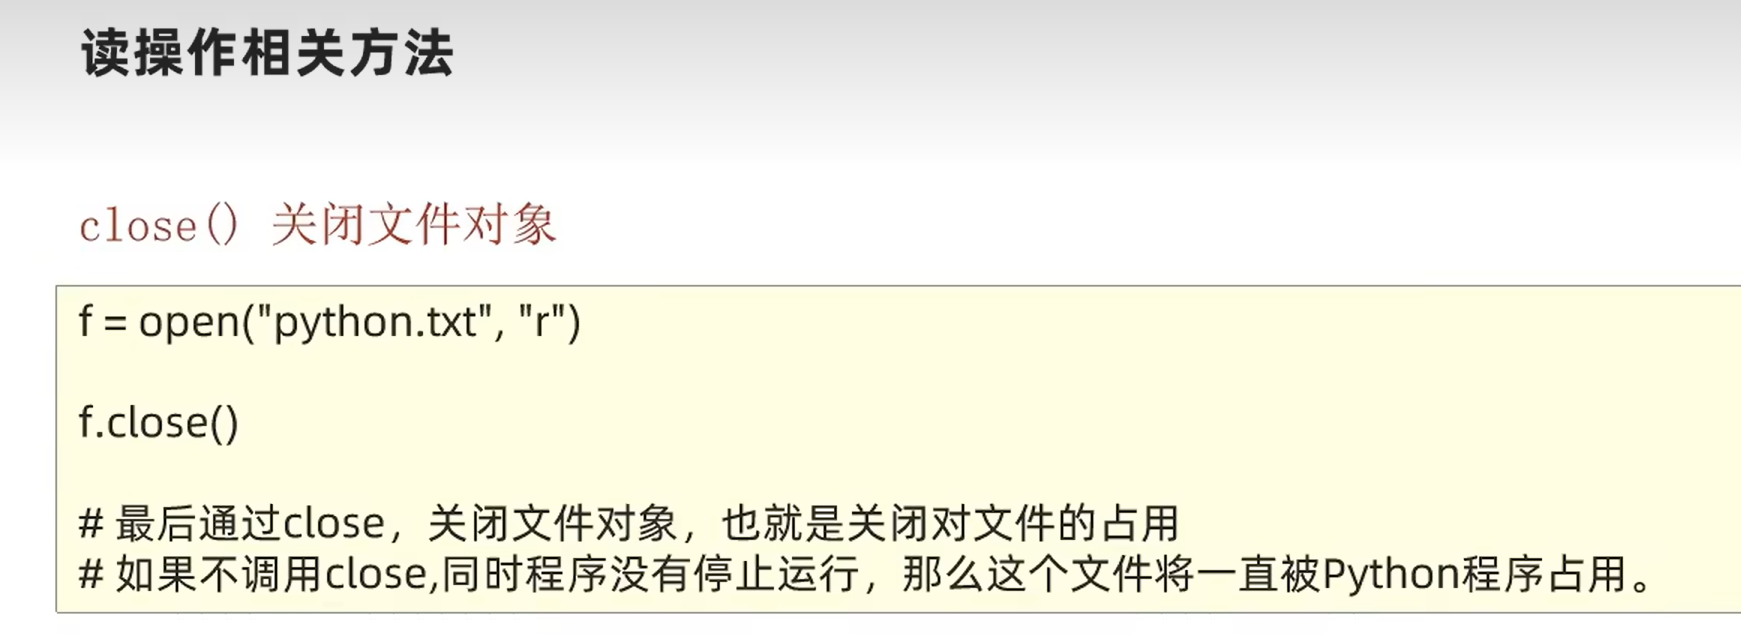 读操作相关方法
close() 关闭文件对象
f = open("python.txt", "r")
f.close()
# 最后通过close，关闭文件对象，也就是关闭对文件的占用
# 如果不调用close,同时程序没有停止运行，那么这个文件将一直被Python程序占用。